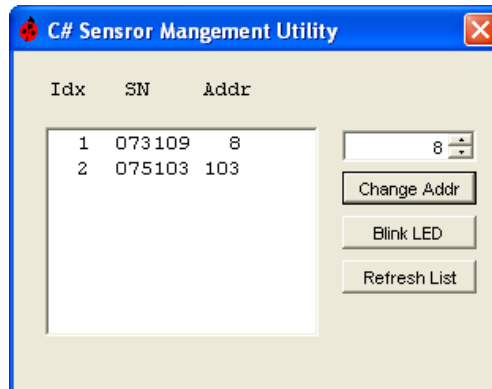 C# Sensror Mangement Utility
Idx SN Addr
1 073109 8
2 075103 103
8
Change Addr
Blink LED
Refresh List